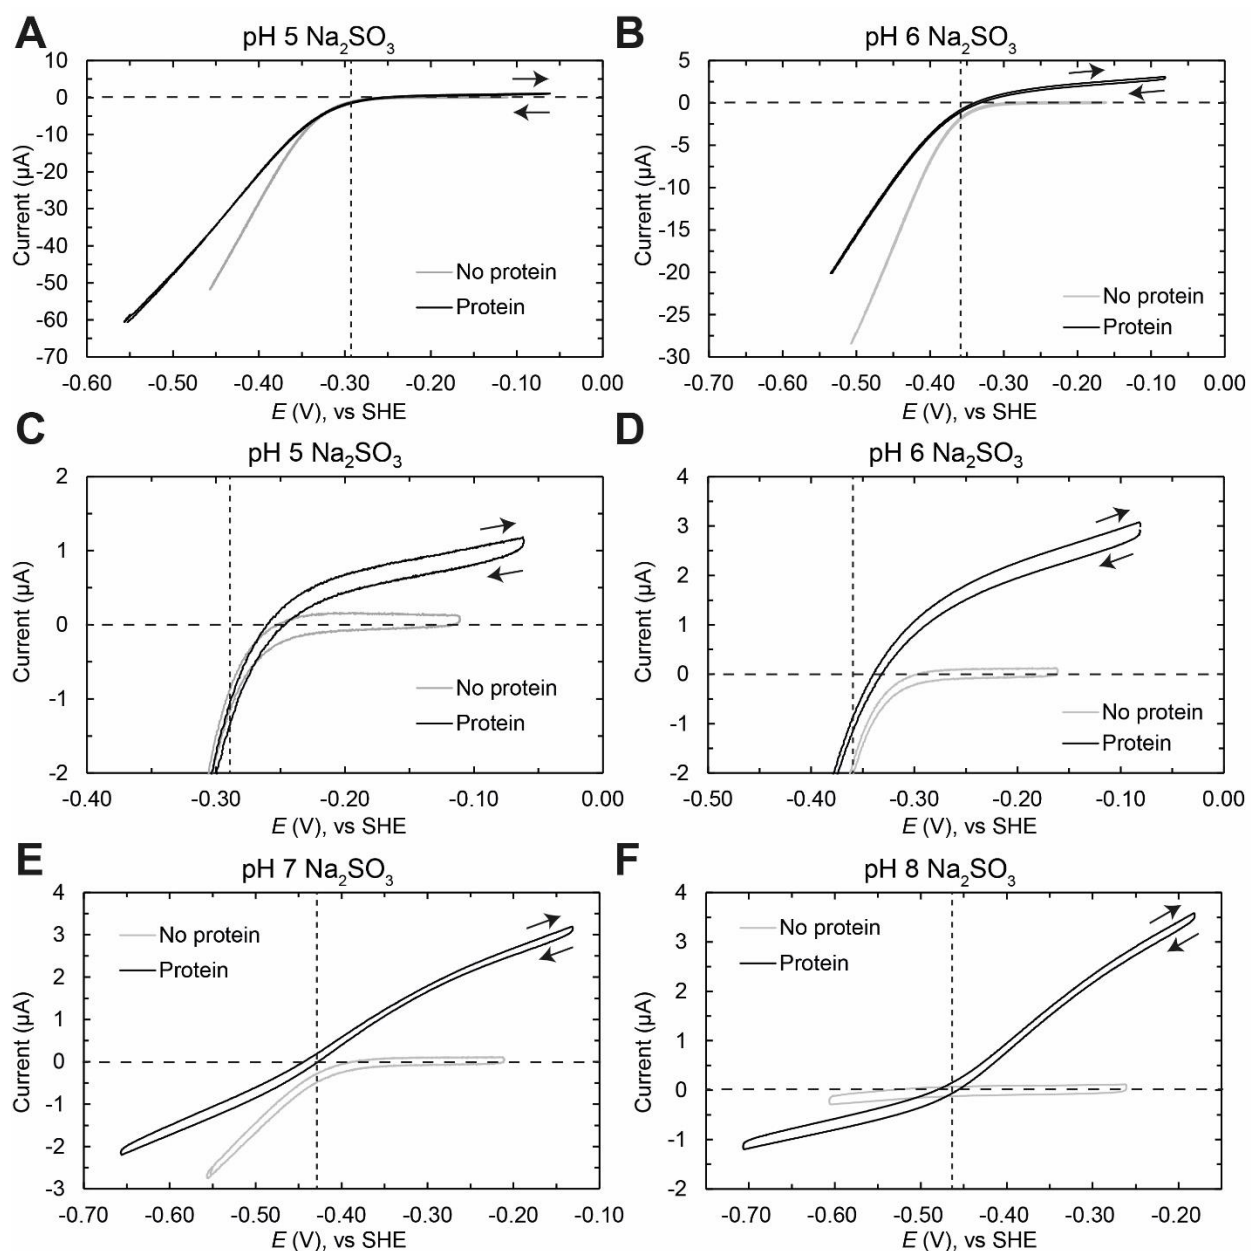 A
pH 5 Na₂SO₃
10
0
-10
-20
-30
-40
-50
-60
-70
Current (µA)
No protein
Protein
-0.60 -0.50 -0.40 -0.30 -0.20 -0.10 0.00
E (V), vs SHE
B
pH 6 Na₂SO₃
5
0
-5
-10
-15
-20
-25
-30
Current (µA)
No protein
Protein
-0.70 -0.60 -0.50 -0.40 -0.30 -0.20 -0.10 0.00
E (V), vs SHE
C
pH 5 Na₂SO₃
2
1
0
-1
-2
Current (µA)
No protein
Protein
-0.40 -0.30 -0.20 -0.10 0.00
E (V), vs SHE
D
pH 6 Na₂SO₃
4
3
2
1
0
-1
-2
Current (µA)
No protein
Protein
-0.50 -0.40 -0.30 -0.20 -0.10 0.00
E (V), vs SHE
E
pH 7 Na₂SO₃
4
3
2
1
0
-1
-2
-3
Current (µA)
No protein
Protein
-0.70 -0.60 -0.50 -0.40 -0.30 -0.20 -0.10
E (V), vs SHE
F
pH 8 Na₂SO₃
4
3
2
1
0
-1
-2
Current (µA)
No protein
Protein
-0.70 -0.60 -0.50 -0.40 -0.30 -0.20
E (V), vs SHE